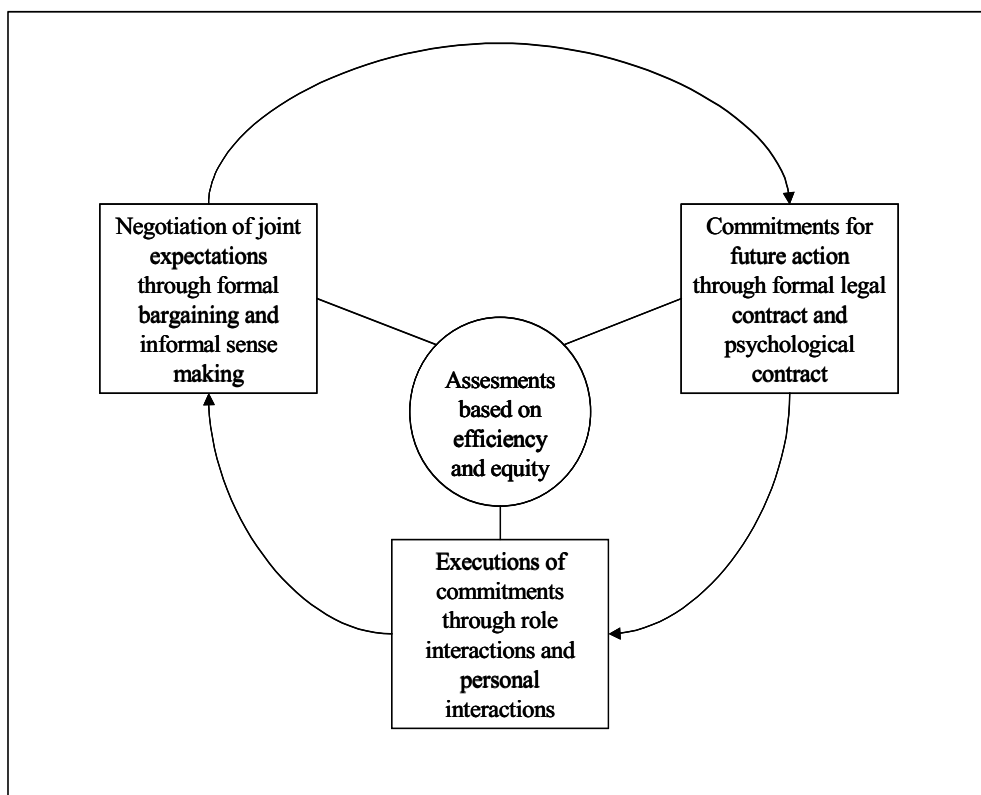 Negotiation of joint
expectations
through formal
bargaining and
informal sense
making
Commitments for
future action
through formal legal
contract and
psychological
contract
Assesments
based on
efficiency
and equity
Executions of
commitments
through role
interactions and
personal
interactions